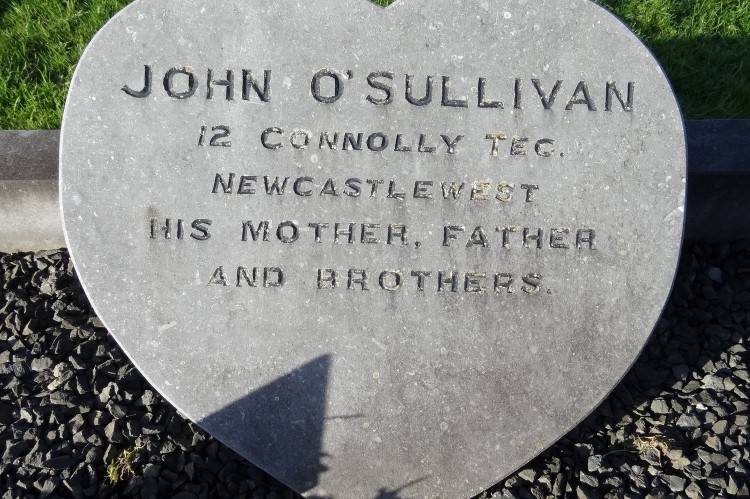 JOHN O'SULLIVAN
12 CONNOLLY TEC.
NEWCASTLEWEST
HIS MOTHER, FATHER
AND BROTHERS.